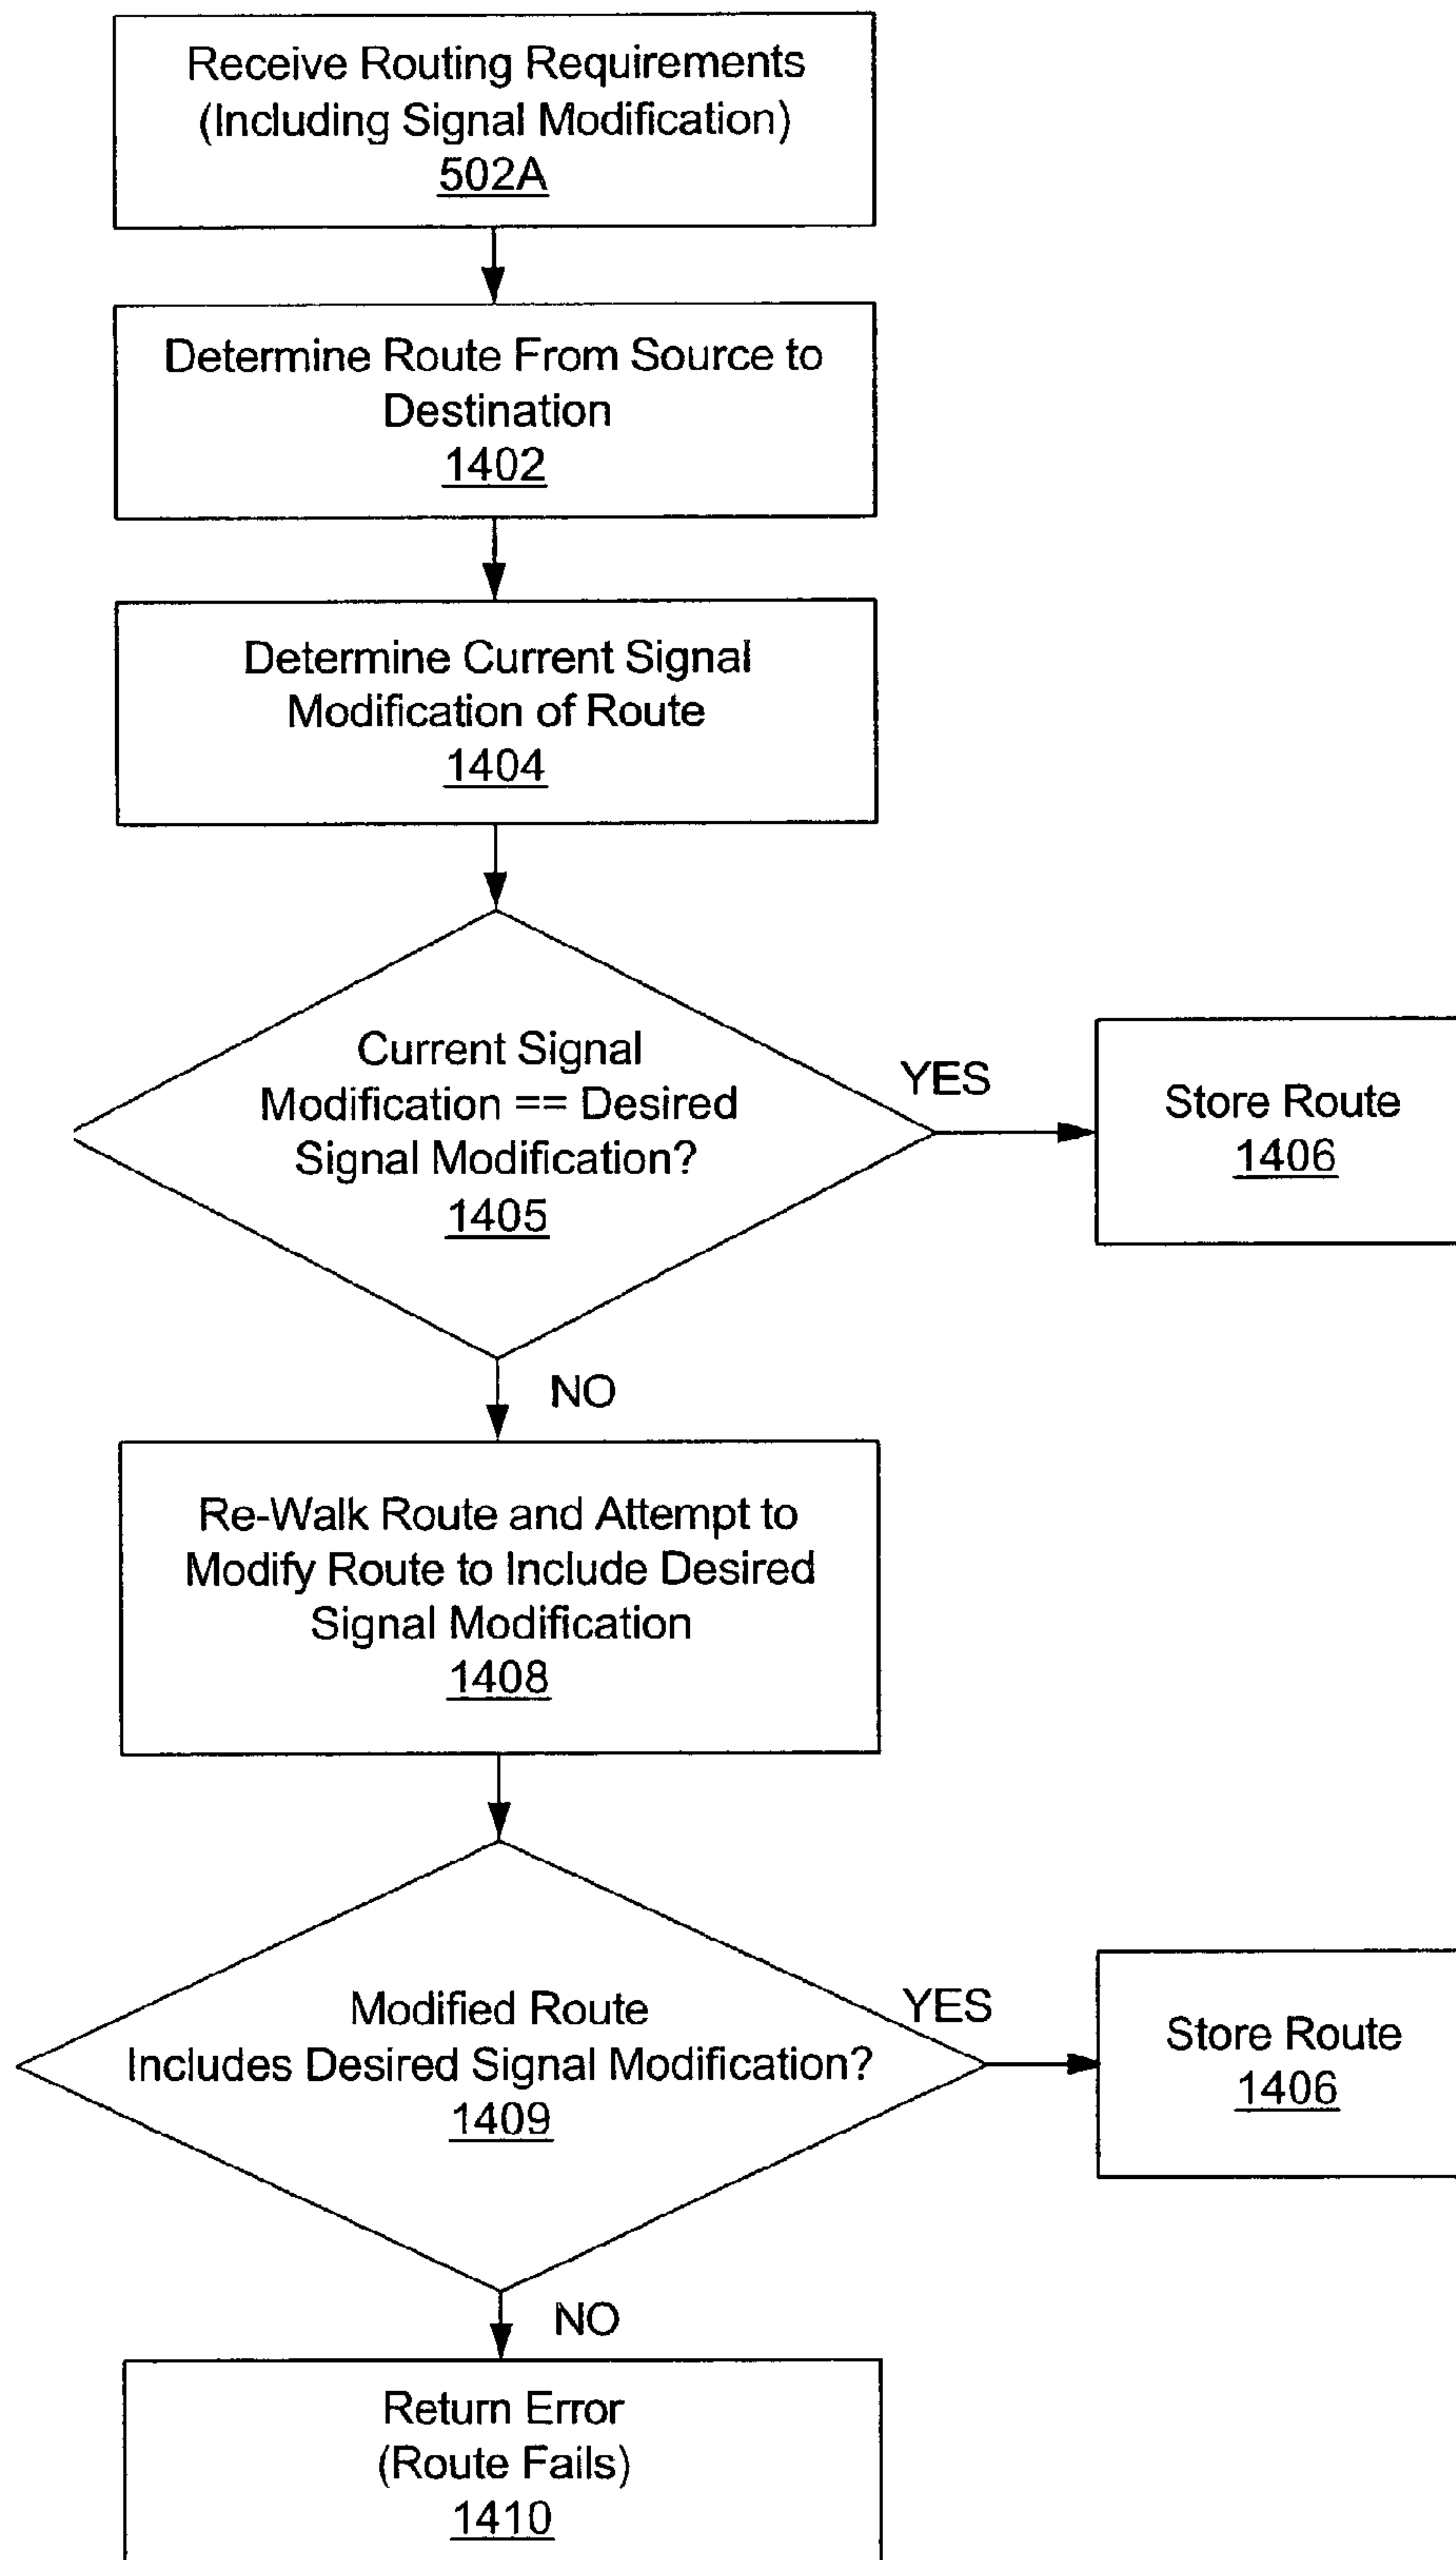 Receive Routing Requirements
(Including Signal Modification)
502A
Determine Route From Source to
Destination
1402
Determine Current Signal
Modification of Route
1404
Current Signal
Modification == Desired
Signal Modification?
1405
YES
Store Route
1406
NO
Re-Walk Route and Attempt to
Modify Route to Include Desired
Signal Modification
1408
Modified Route
Includes Desired Signal Modification?
1409
YES
Store Route
1406
NO
Return Error
(Route Fails)
1410